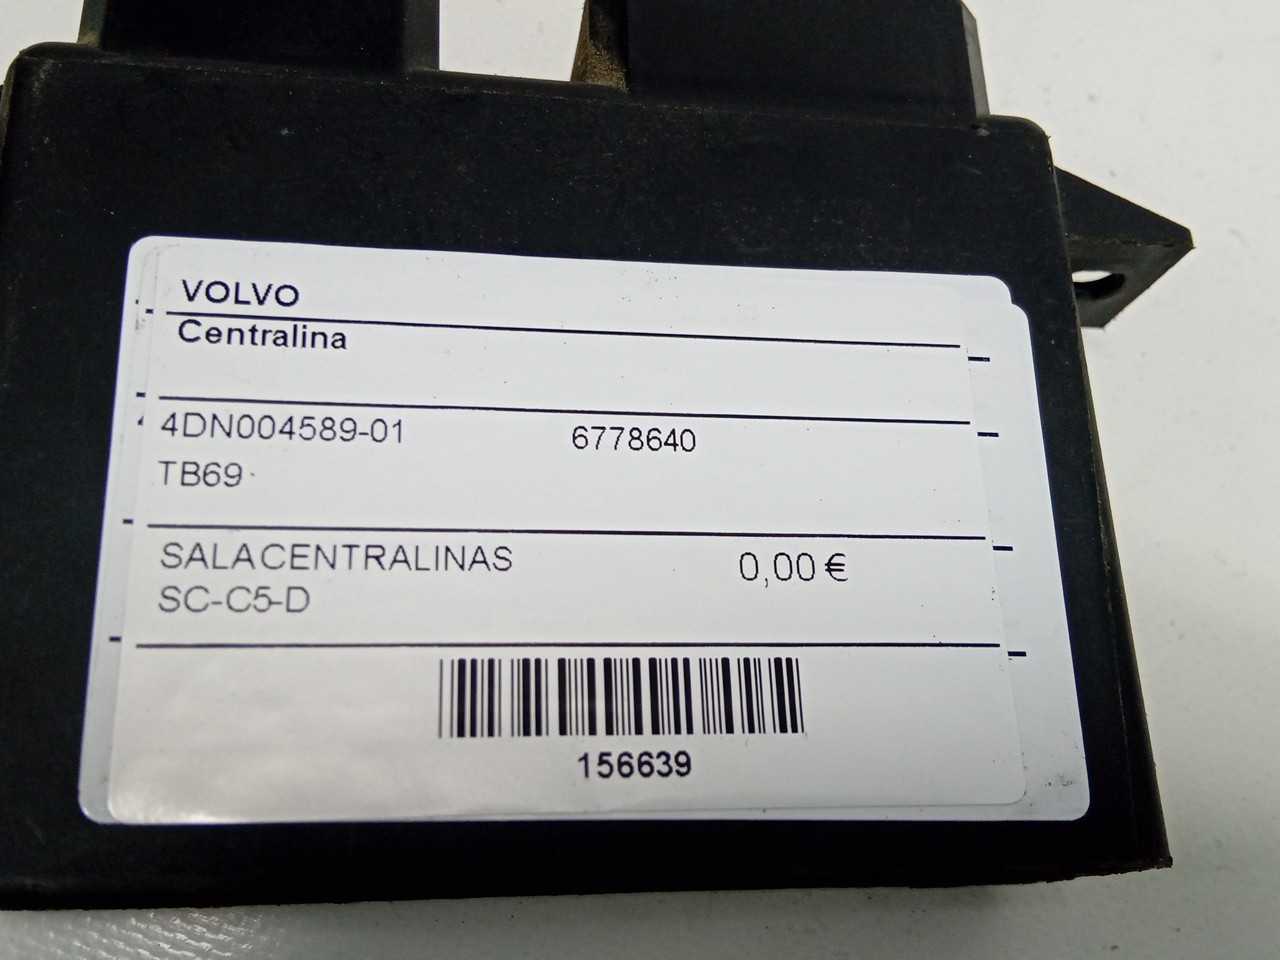 VOLVO
Centralina
4DN004589-01 6778640
TB69
SALACENTRALINAS 0,00 €
SC-C5-D
156639